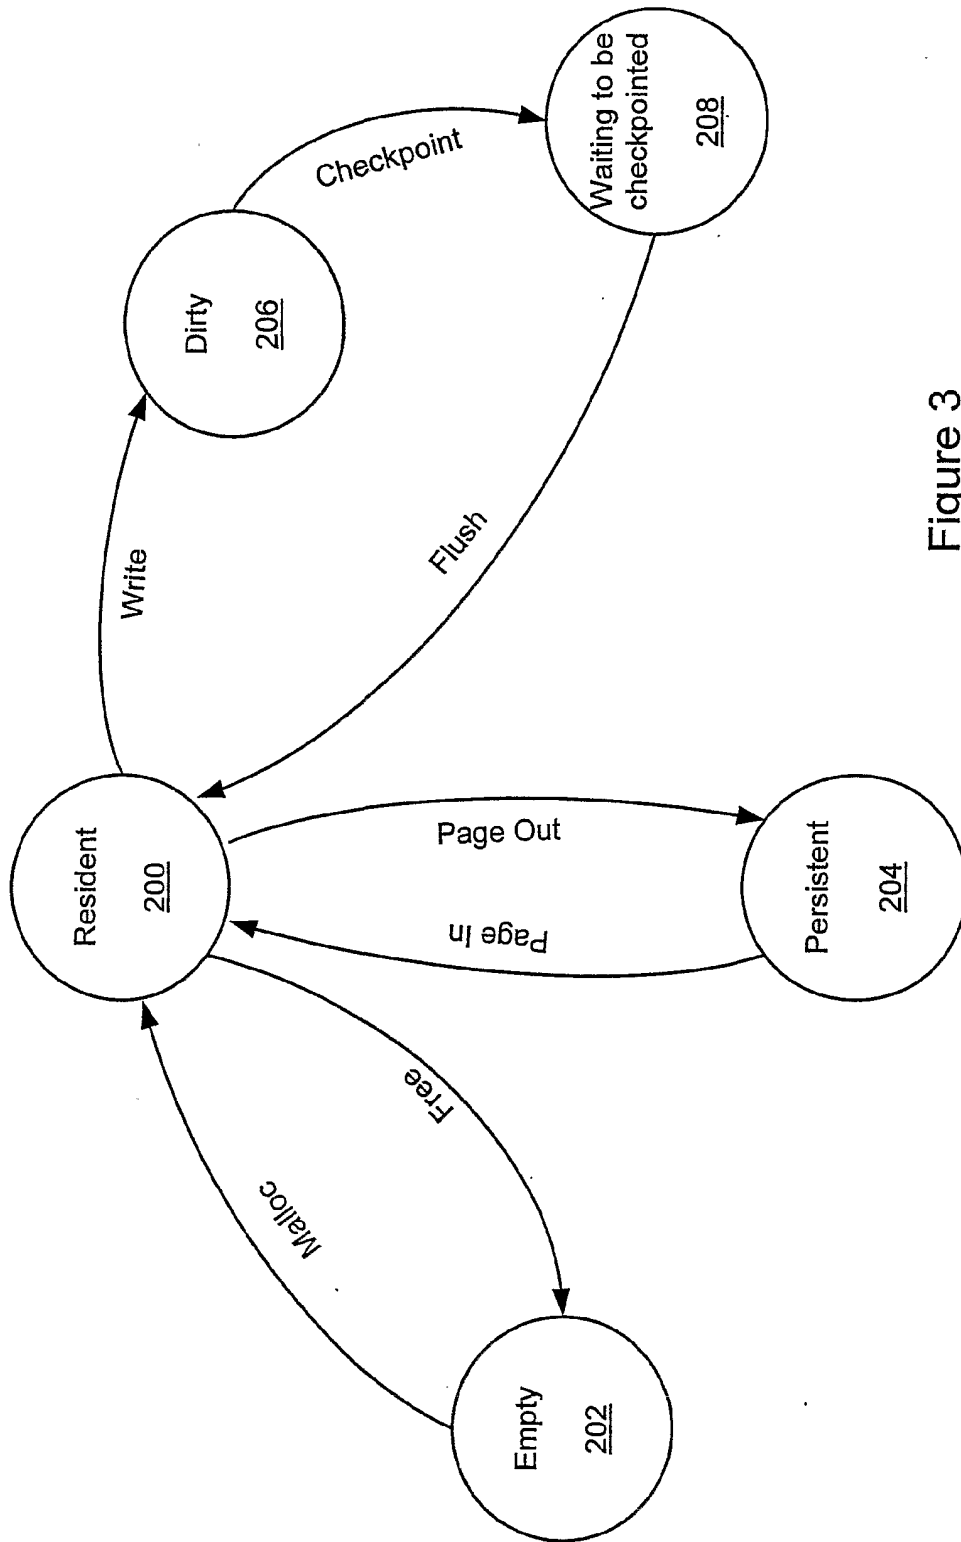 Resident
200
Write
Dirty
206
Checkpoint
Waiting to be
checkpointed
208
Flush
Page Out
Page In
Persistent
204
Malloc
Free
Empty
202
Figure 3